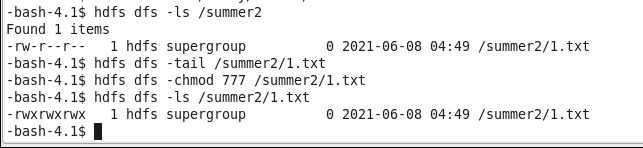 -bash-4.1$ hdfs dfs -ls /summer2
Found 1 items
-rw-r--r--   1 hdfs supergroup          0 2021-06-08 04:49 /summer2/1.txt
-bash-4.1$ hdfs dfs -tail /summer2/1.txt
-bash-4.1$ hdfs dfs -chmod 777 /summer2/1.txt
-bash-4.1$ hdfs dfs -ls /summer2/1.txt
-rwxrwxrwx   1 hdfs supergroup          0 2021-06-08 04:49 /summer2/1.txt
-bash-4.1$